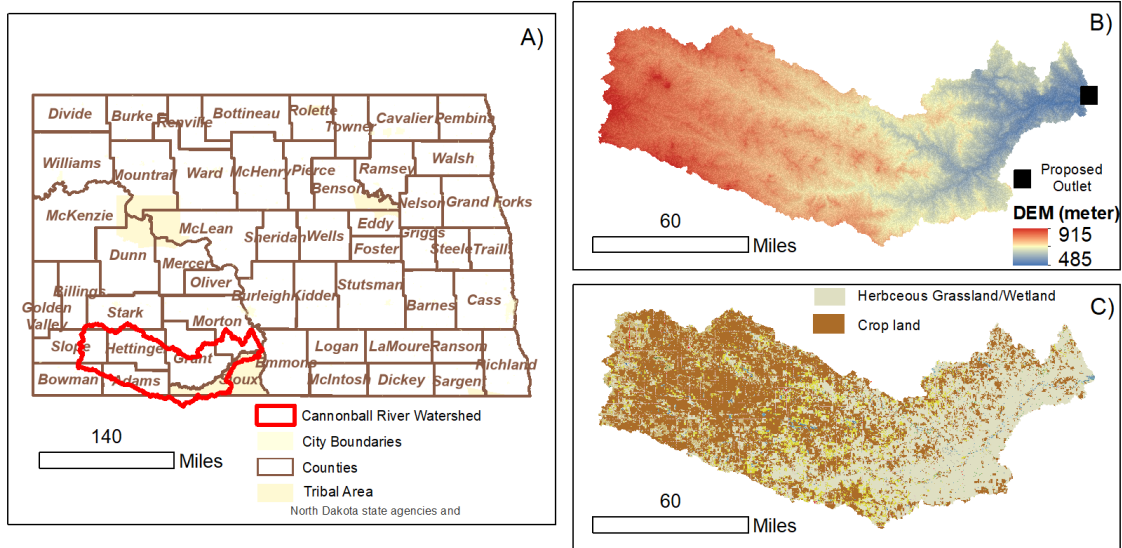 A)
Divide
Burke
Renville
Bottineau
Rolette
Towner
Cavalier
Pembina
Williams
Mountrail
Ward
McHenry
Pierce
Benson
Ramsey
Walsh
Nelson
Grand Forks
McKenzie
McLean
Sheridan
Wells
Eddy
Foster
Griggs
Steele
Traill
Dunn
Mercer
Oliver
Billings
Golden
Valley
Stark
Morton
Burleigh
Kidder
Stutsman
Barnes
Cass
Slope
Hettinger
Grant
Emmons
Logan
LaMoure
Ransom
Richland
Bowman
Adams
Sioux
McIntosh
Dickey
Sargen
Cannonball River Watershed
City Boundaries
Counties
Tribal Area
North Dakota state agencies and
140
Miles
B)
Proposed
Outlet
DEM (meter)
915
485
60
Miles
C)
Herbceous Grassland/Wetland
Crop land
60
Miles